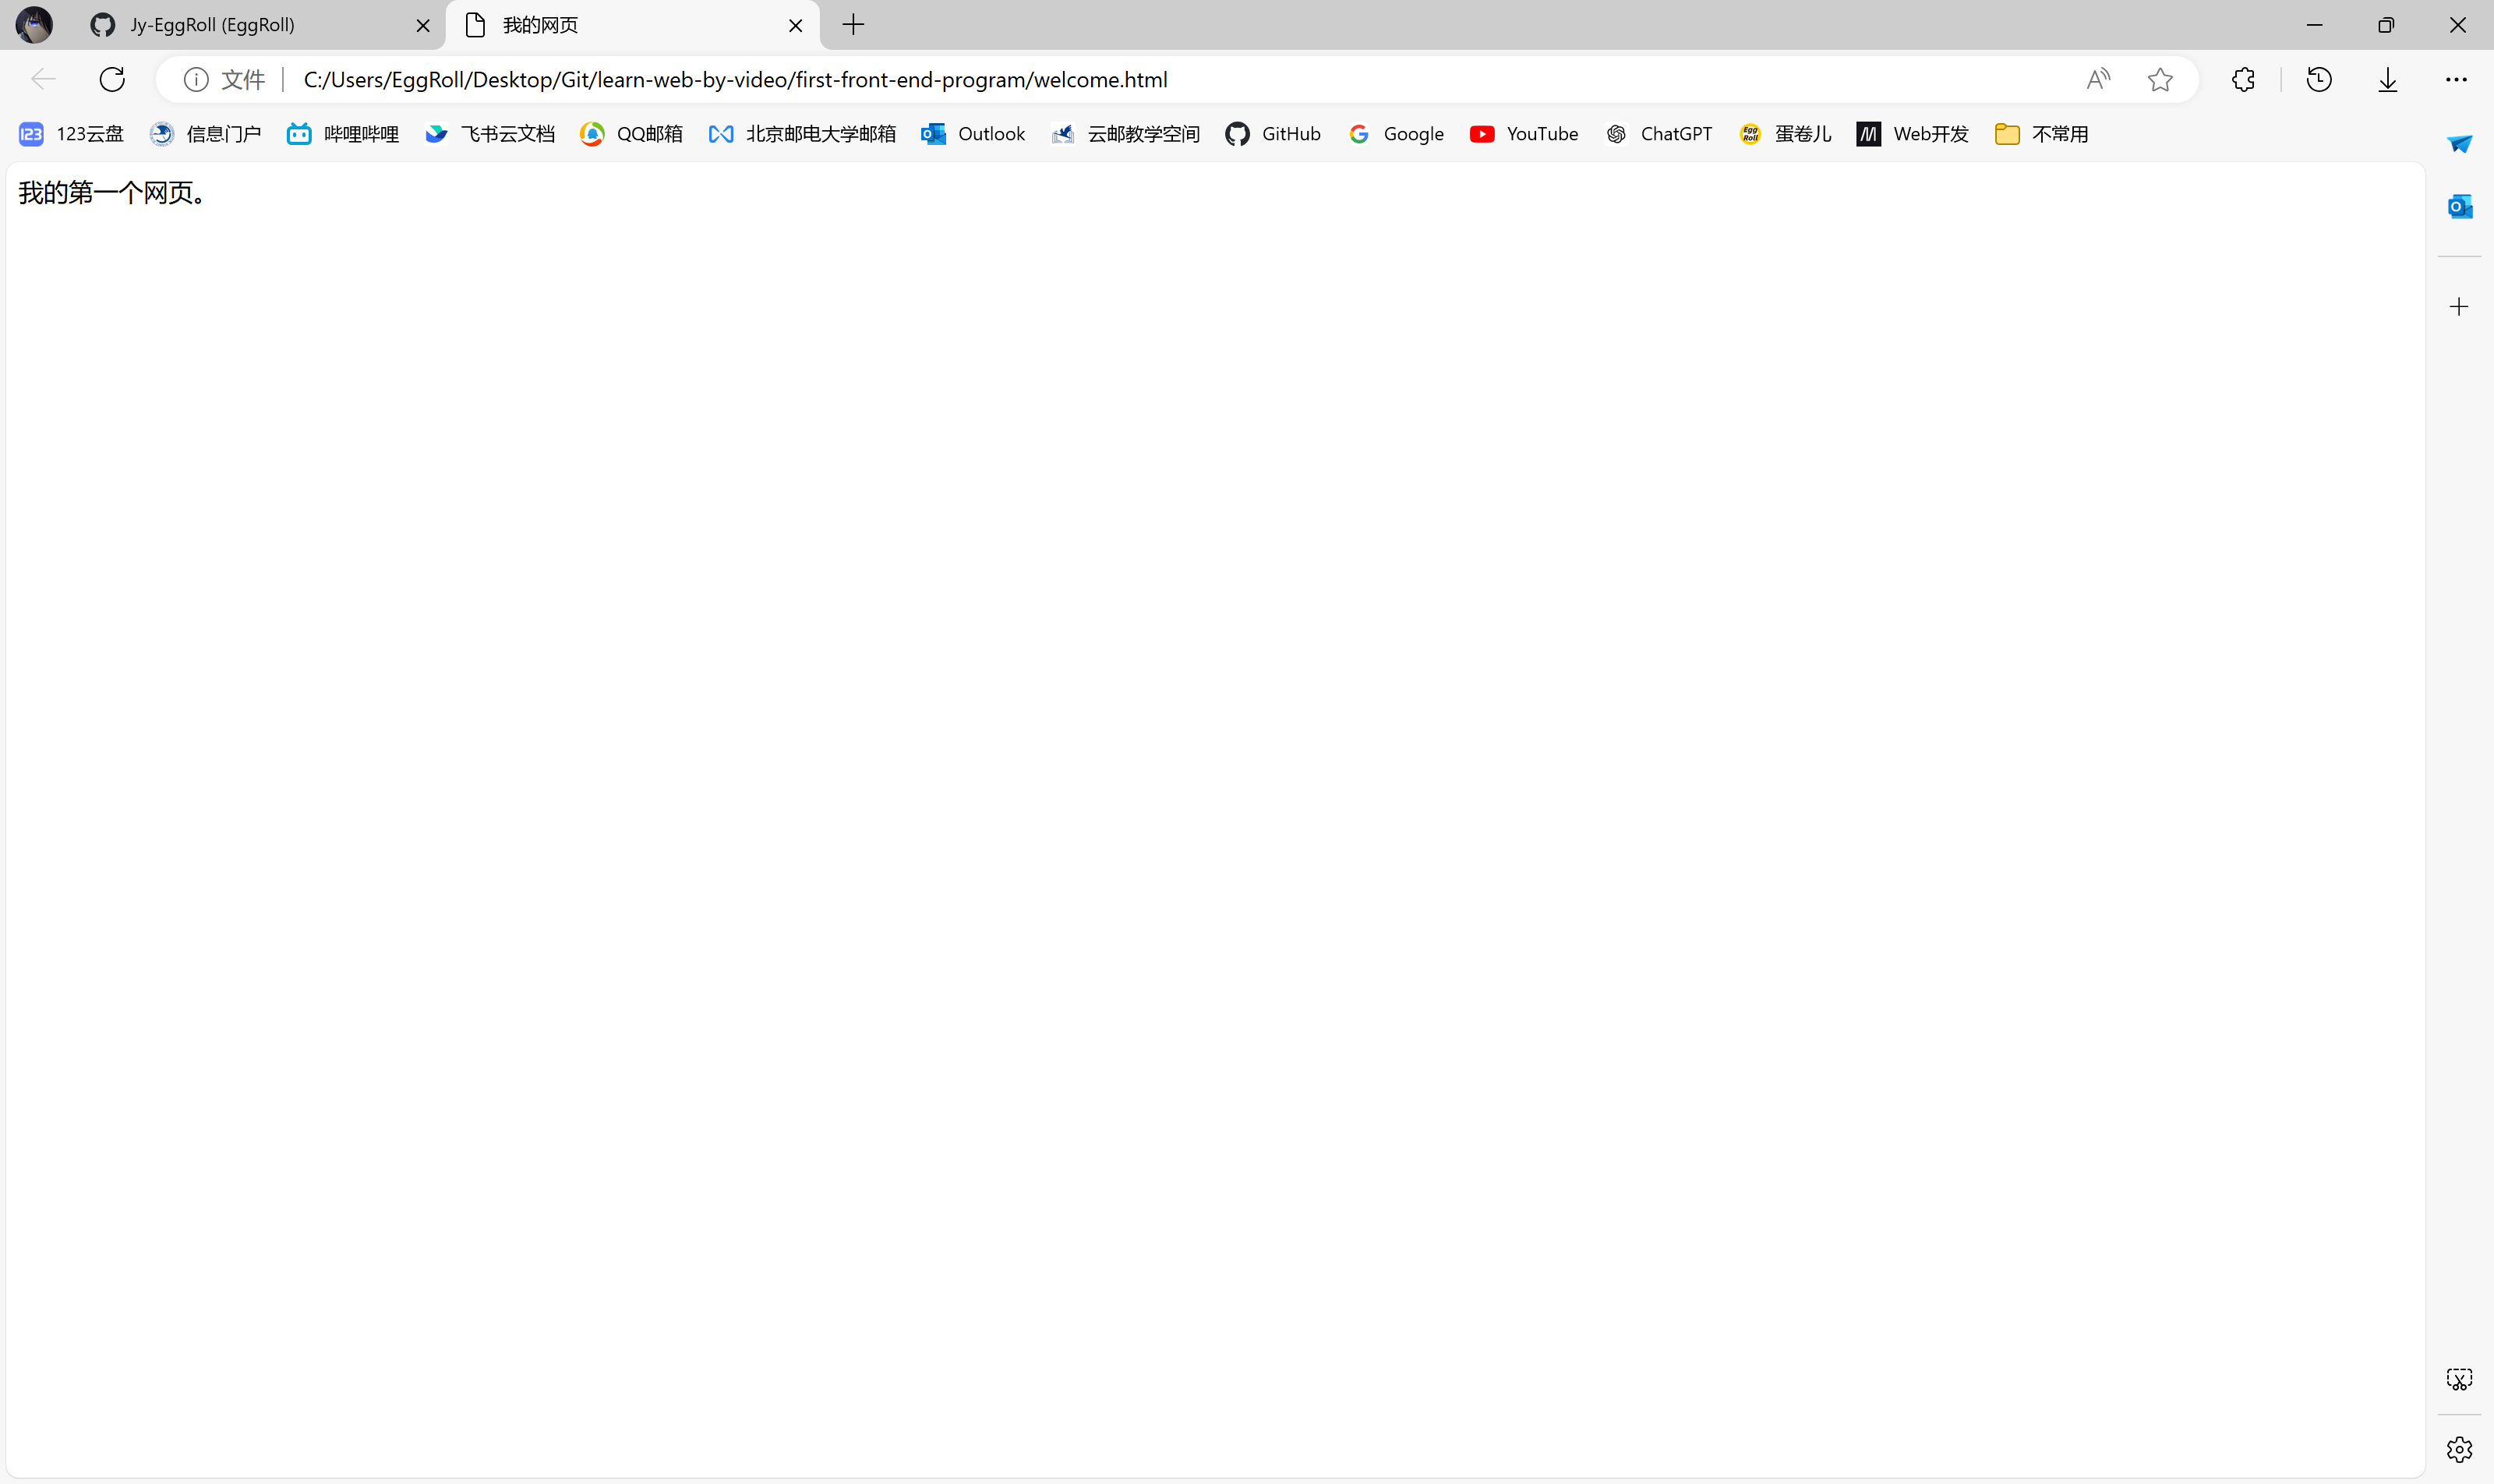 Jy-EggRoll (EggRoll)
我的网页
文件
C:/Users/EggRoll/Desktop/Git/learn-web-by-video/first-front-end-program/welcome.html
123 123云盘
信息门户
哔哩哔哩
飞书云文档
QQ邮箱
北京邮电大学邮箱
Outlook
云邮教学空间
GitHub
Google
YouTube
ChatGPT
Egg Roll 蛋卷儿
Web开发
不常用
我的第一个网页。